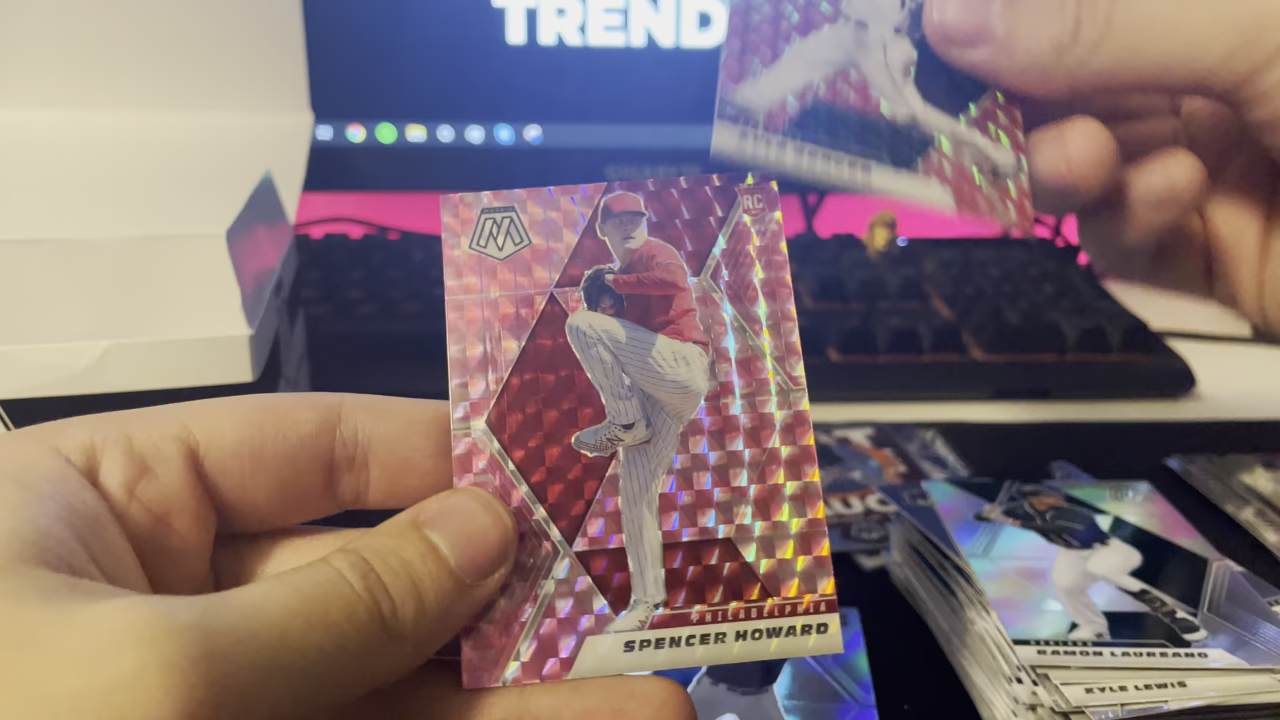 TREND
RC
PHILADELPHIA
SPENCER HOWARD
RAMON LAUREANO
KYLE LEWIS